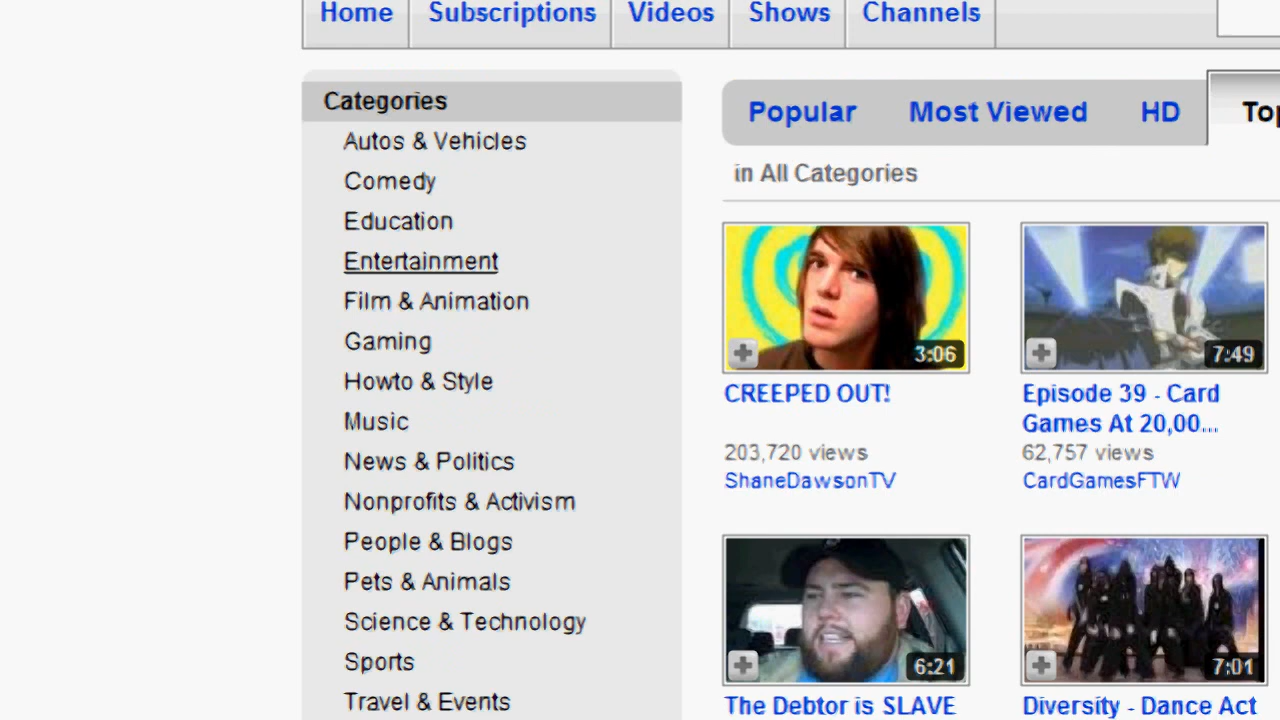 Home Subscriptions Videos Shows Channels
Categories
Autos & Vehicles
Comedy
Education
Entertainment
Film & Animation
Gaming
Howto & Style
Music
News & Politics
Nonprofits & Activism
People & Blogs
Pets & Animals
Science & Technology
Sports
Travel & Events
Popular Most Viewed HD
in All Categories
3:06
CREEPED OUT!
203,720 views
ShaneDawsonTV
7:49
Episode 39 - Card
Games At 20,00...
62,757 views
CardGamesFTW
6:21
The Debtor is SLAVE
7:01
Diversity - Dance Act